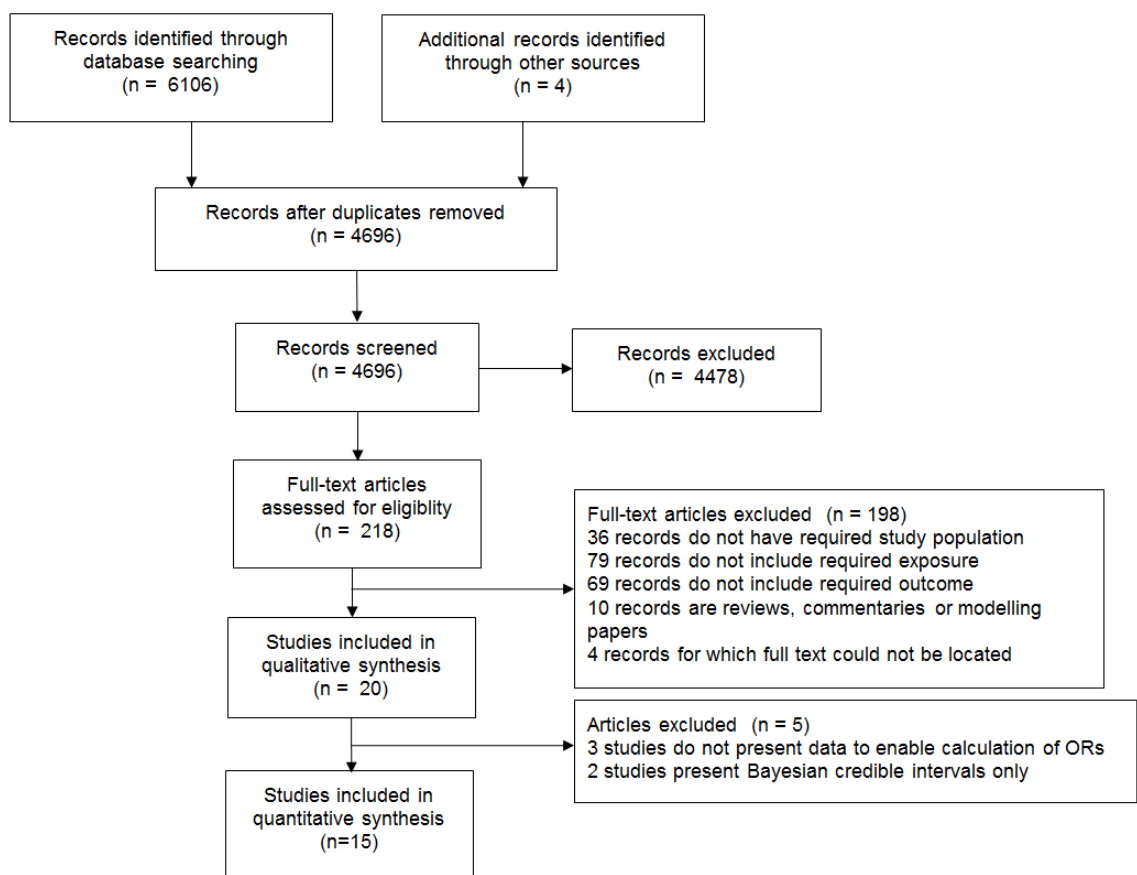 Records identified through
database searching
(n = 6106)
Additional records identified
through other sources
(n = 4)
Records after duplicates removed
(n = 4696)
Records screened
(n = 4696)
Records excluded
(n = 4478)
Full-text articles
assessed for eligiblity
(n = 218)
Full-text articles excluded (n = 198)
36 records do not have required study population
79 records do not include required exposure
69 records do not include required outcome
10 records are reviews, commentaries or modelling
papers
4 records for which full text could not be located
Studies included in
qualitative synthesis
(n = 20)
Articles excluded (n = 5)
3 studies do not present data to enable calculation of ORs
2 studies present Bayesian credible intervals only
Studies included in
quantitative synthesis
(n=15)